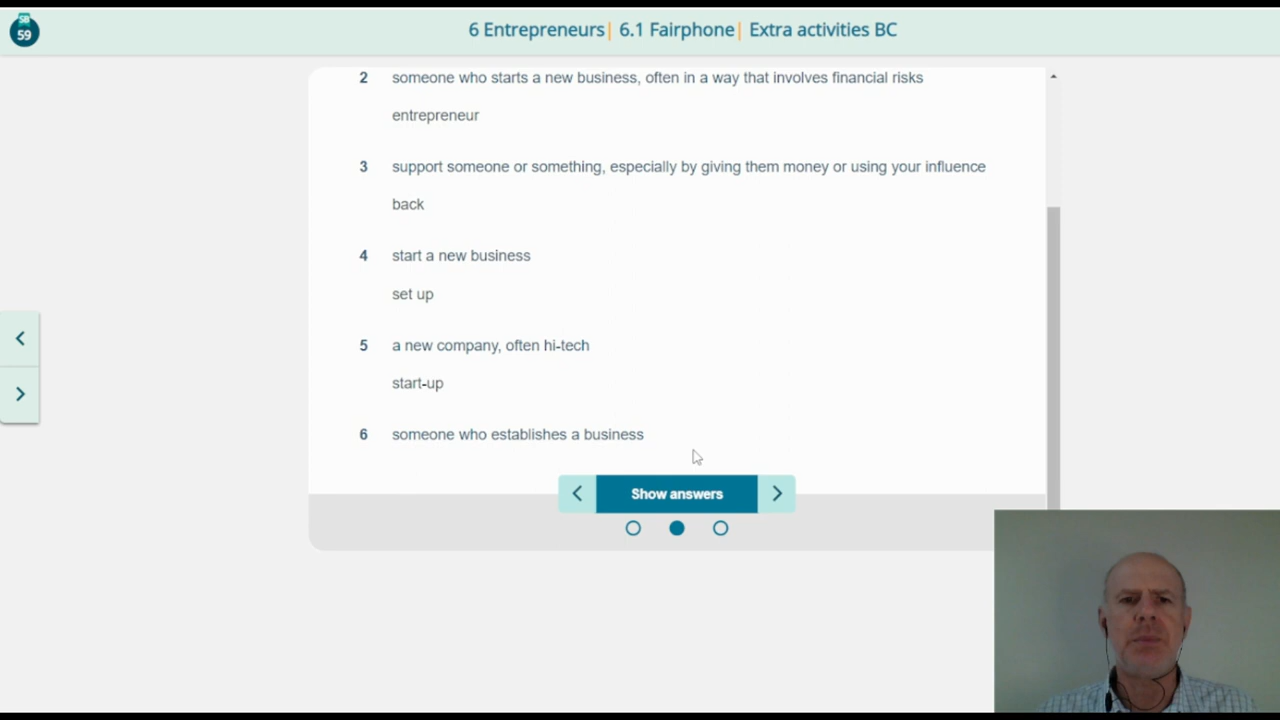 SB
59
6 Entrepreneurs| 6.1 Fairphone| Extra activities BC
2 someone who starts a new business, often in a way that involves financial risks
entrepreneur
3 support someone or something, especially by giving them money or using your influence
back
4 start a new business
set up
5 a new company, often hi-tech
start-up
6 someone who establishes a business
Show answers